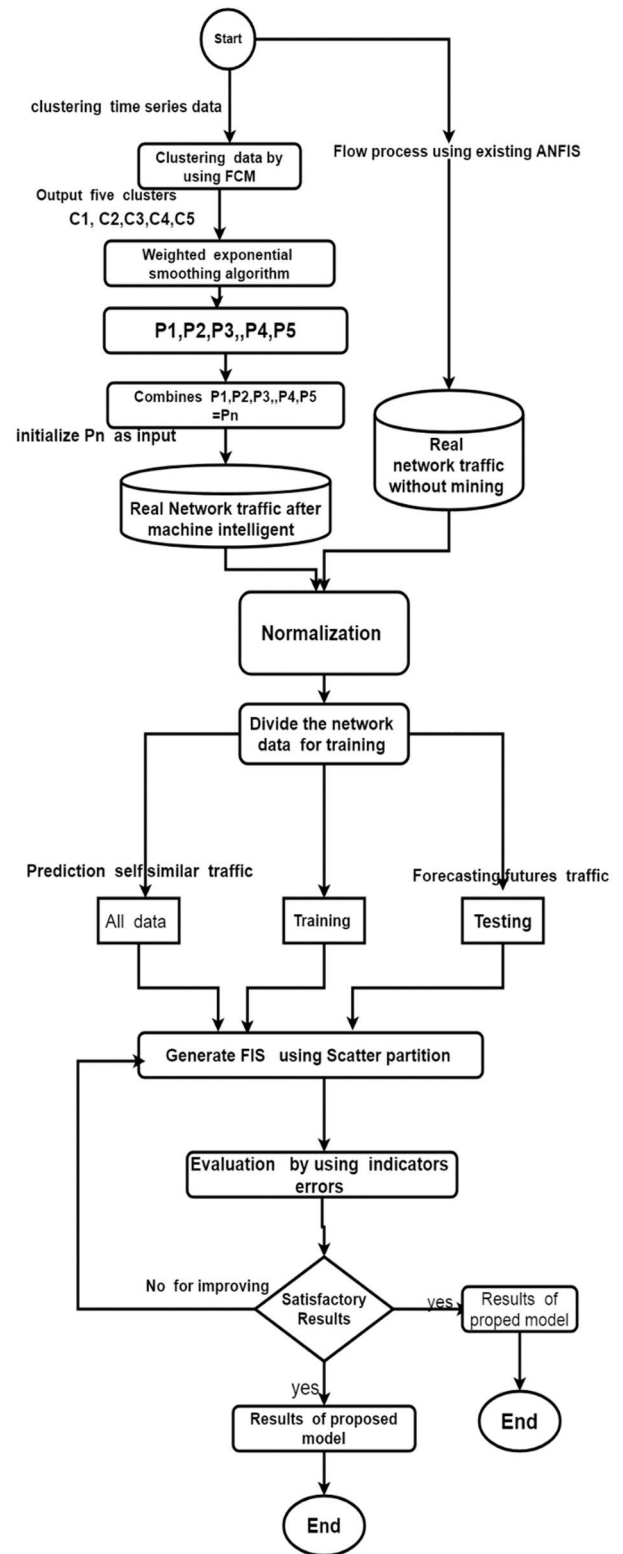 Start
clustering time series data
Flow process using existing ANFIS
Clustering data by
using FCM
Output five clusters
C1, C2,C3,C4,C5
Weighted exponential
smoothing algorithm
P1,P2,P3,,P4,P5
Combines P1,P2,P3,,P4,P5
=Pn
initialize Pn as input
Real
network traffic
without mining
Real Network traffic after
machine intelligent
Normalization
Divide the network
data for training
Prediction self similar traffic
Forecasting futures traffic
All data
Training
Testing
Generate FIS using Scatter partition
Evaluation by using indicators
errors
No for improving
Satisfactory
Results
yes
Results of
proped model
yes
End
Results of proposed
model
End